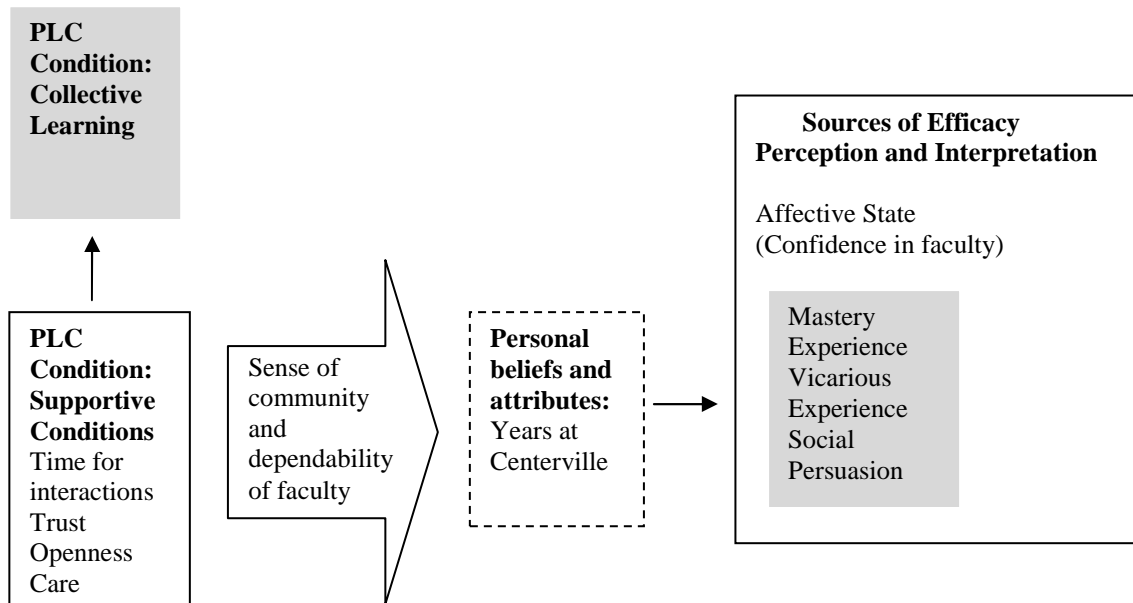 PLC
Condition:
Collective
Learning
PLC
Condition:
Supportive
Conditions
Time for
interactions
Trust
Openness
Care
Sense of
community
and
dependability
of faculty
Personal
beliefs and
attributes:
Years at
Centerville
Sources of Efficacy
Perception and Interpretation
Affective State
(Confidence in faculty)
Mastery
Experience
Vicarious
Experience
Social
Persuasion